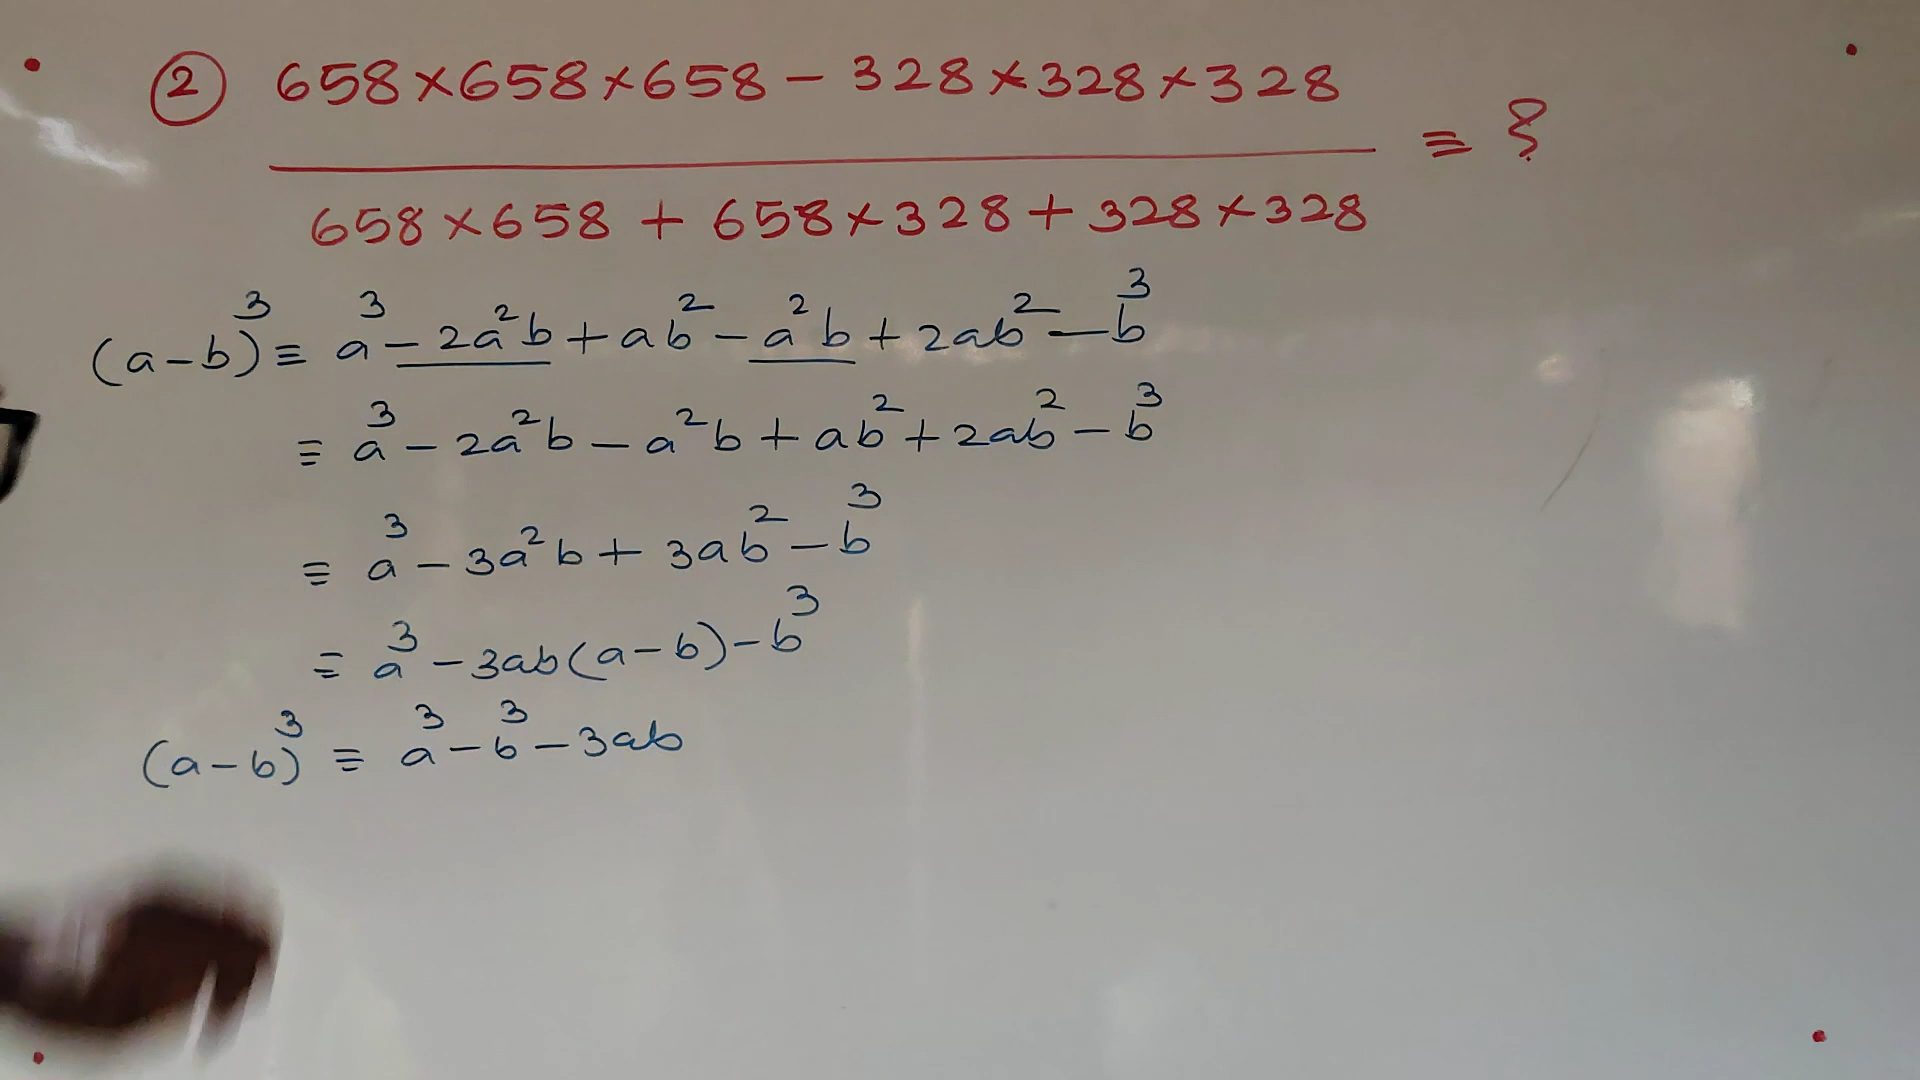 ② 658×658×658 - 328×328×328
= ?
658×658 + 658×328 + 328×328
(a-b)³ = a³ - 2a²b + ab² - a²b + 2ab² - b³
= a³ - 2a²b - a²b + ab² + 2ab² - b³
= a³ - 3a²b + 3ab² - b³
= a³ - 3ab(a-b) - b³
(a-b)³ = a³ - b³ - 3ab